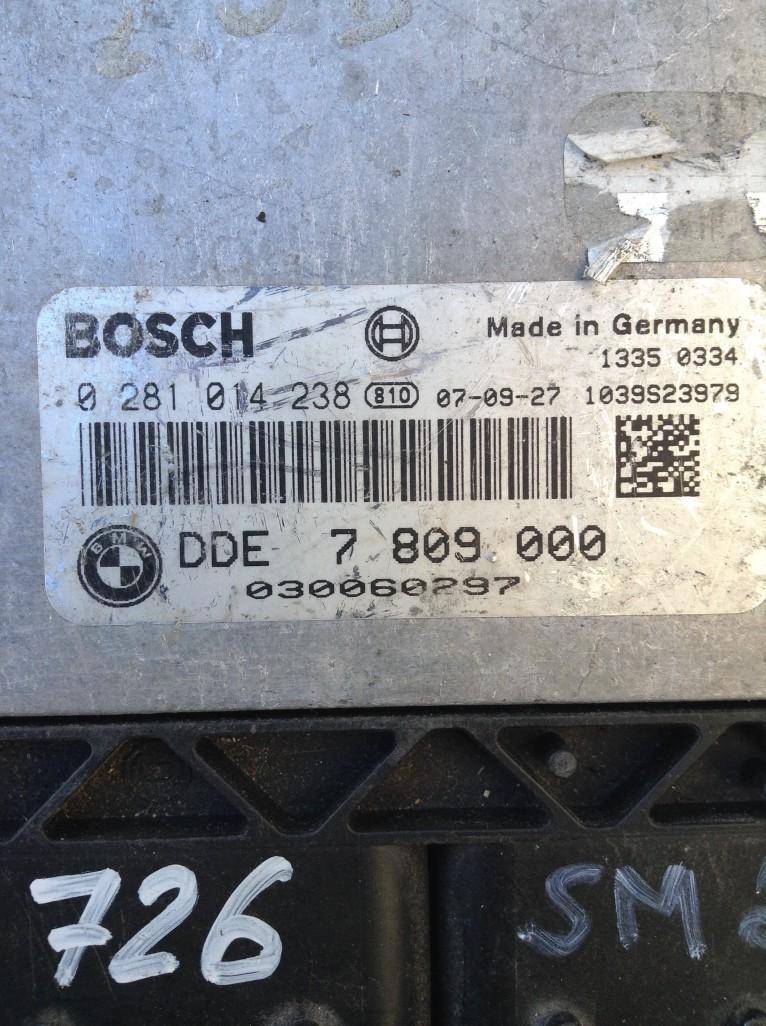 BOSCH
Made in Germany
1335 0334
0 281 014 238 810 07-09-27 1039S23979
BMW
DDE 7 809 000
030060297
726
SM